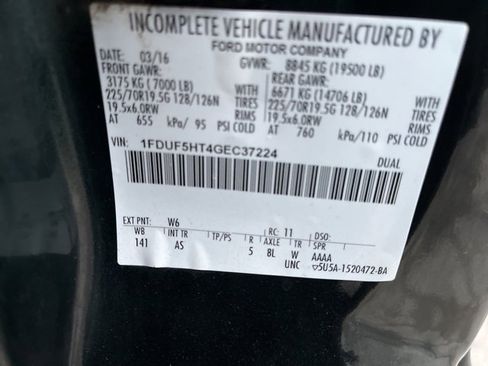 INCOMPLETE VEHICLE MANUFACTURED BY
FORD MOTOR COMPANY
DATE: 03/16 GVWR: 8845 KG (19500 LB)
FRONT GAWR: REAR GAWR:
3175 KG ( 7000 LB) WITH 6671 KG (14706 LB) WITH
225/70R19.5G 128/126N TIRES 225/70R19.5G 128/126N TIRES
19.5x6.0RW RIMS 19.5x6.0RW RIMS
AT 655 kPa/ 95 PSI COLD AT 760 kPa/110 PSI COLD
VIN: 1FDUF5HT4GEC37224 DUAL
EXT PNT: W6 RC: 11 DSO:
WB INT TR TP/PS R AXLE TR SPR
141 AS 5 8L W AAAA
UNC ▽5U5A-1520472-BA